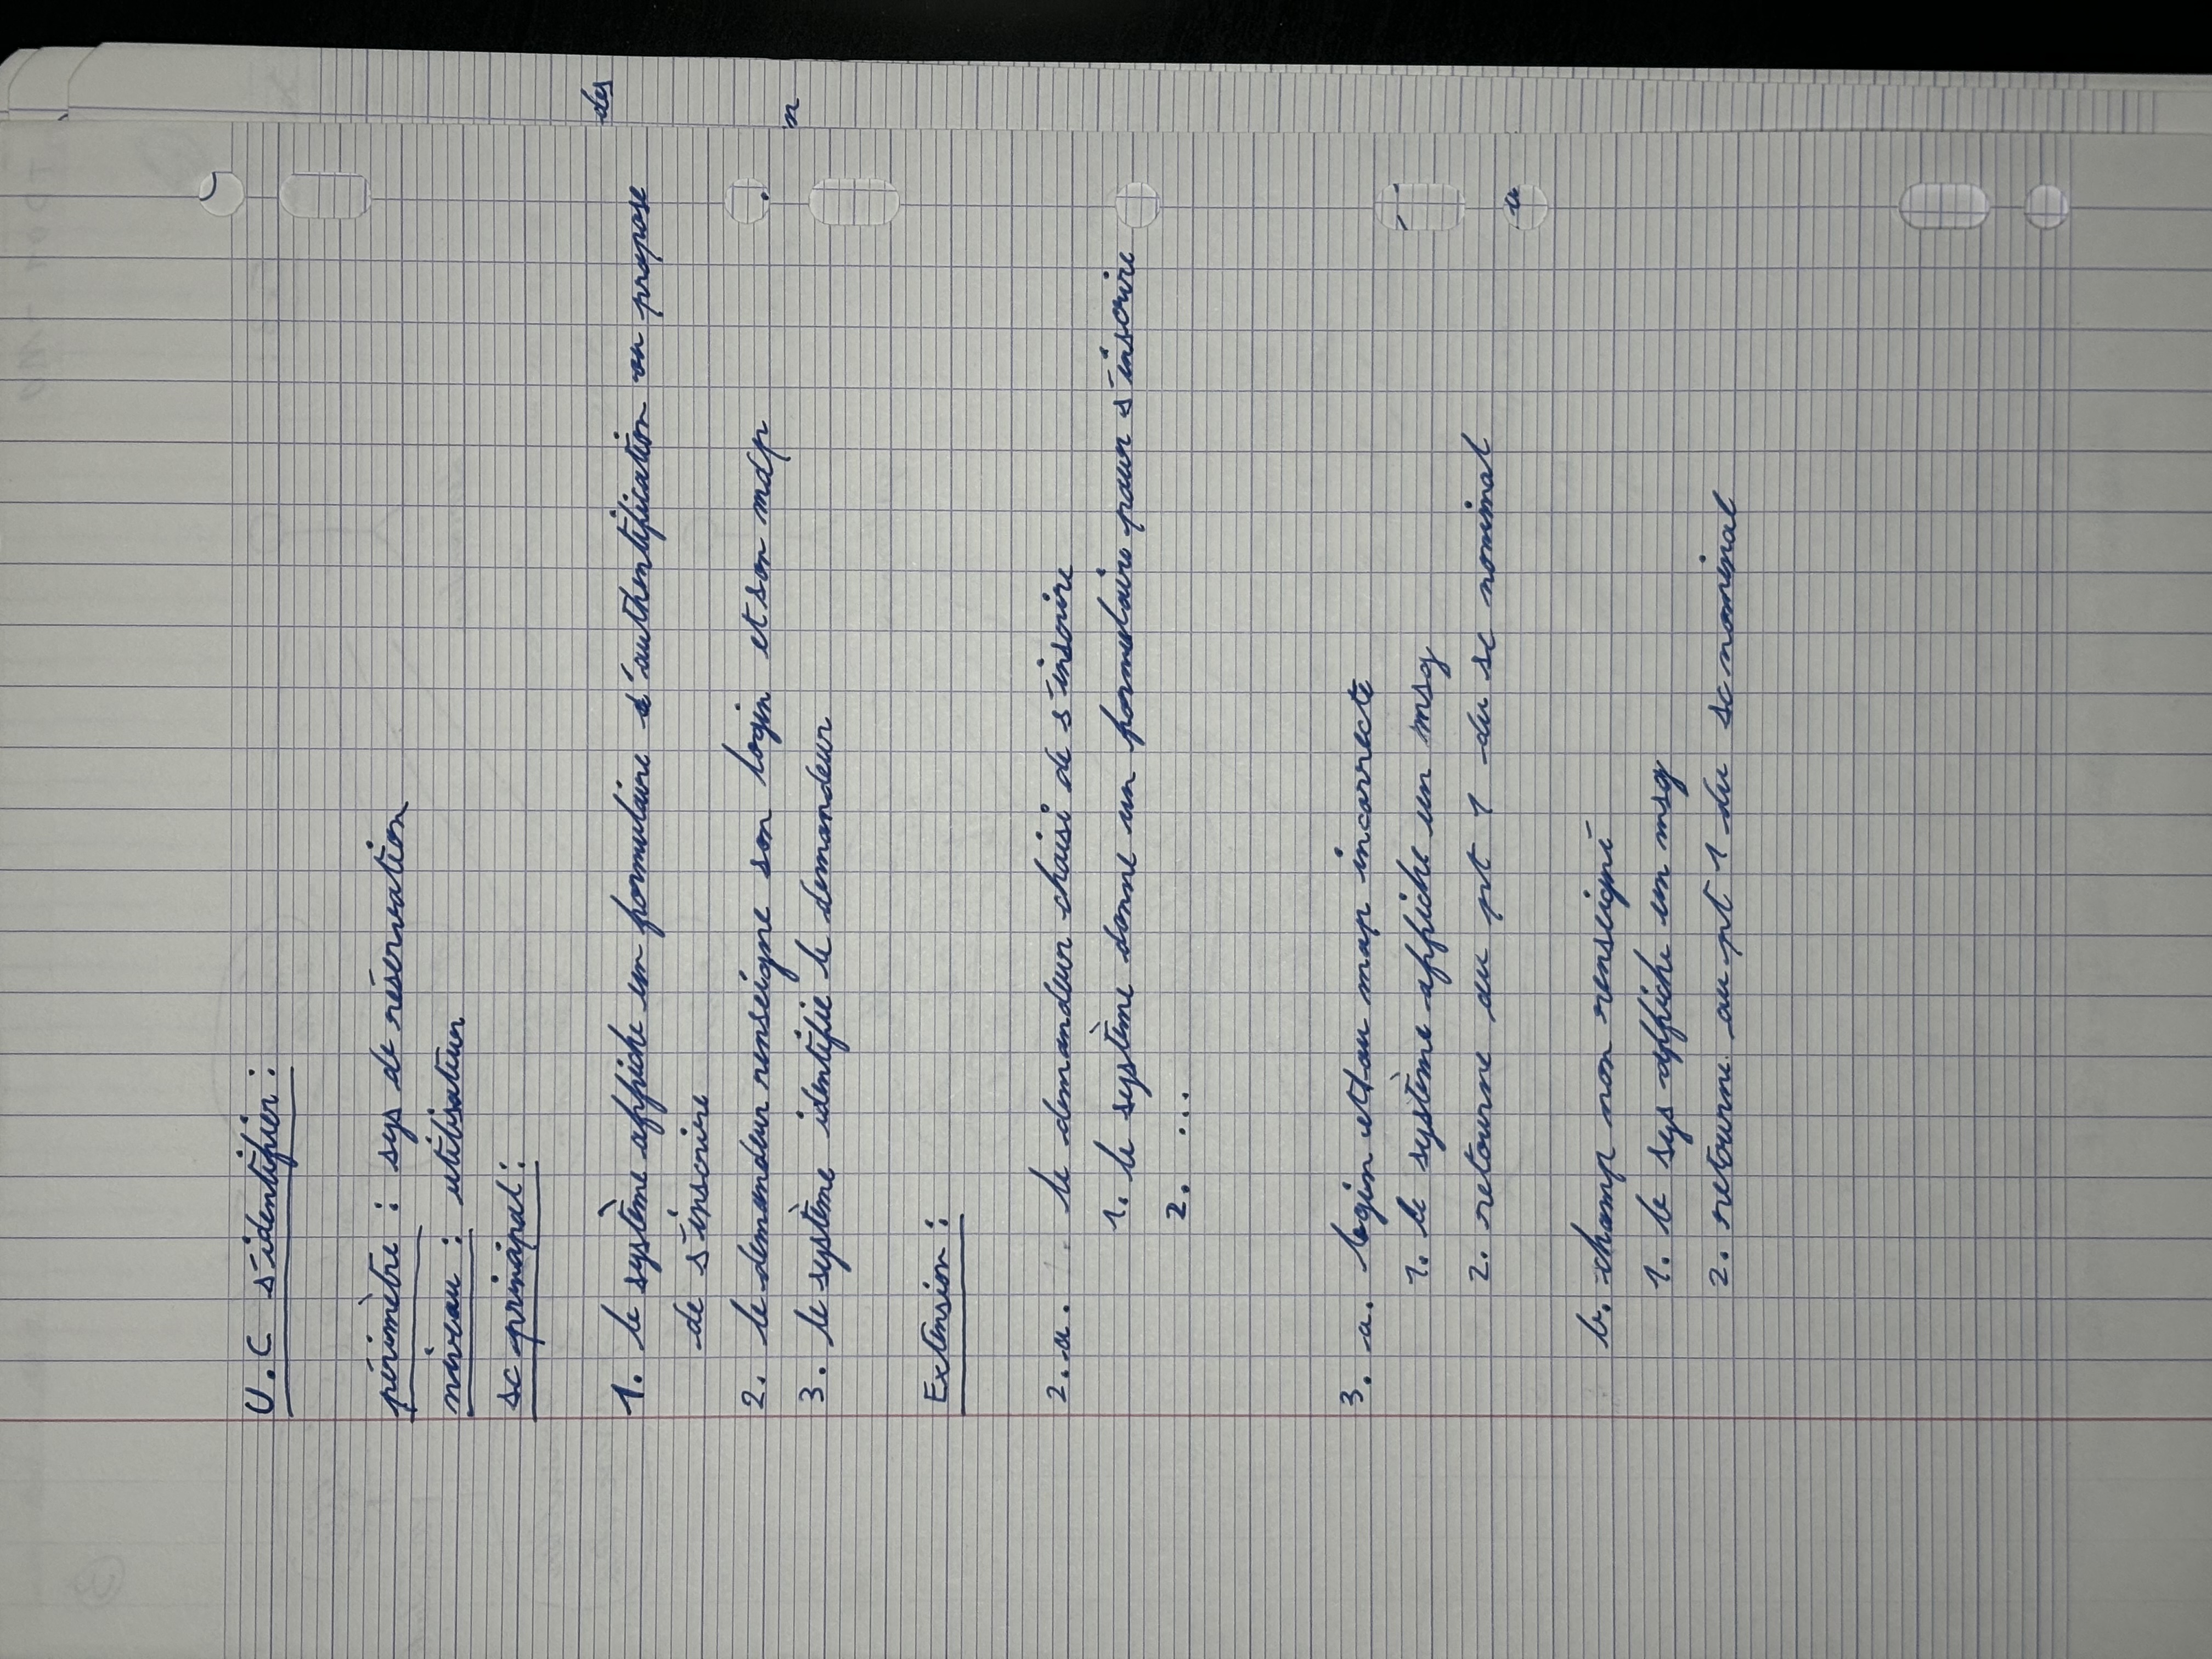 U.C s'identifier :
périmètre : sys de réservation
niveau : utilisateur
sc principal :
1. le système affiche un formulaire d'authentification ou propose
de s'inscrire
2. le demandeur renseigne son login et son mdp
3. le système identifie le demandeur
Extension :
2. a. le demandeur choisi de s'inscrire
1. le système donne un formulaire pour s'inscrire
2. ...
3. a. login et/ou mdp incorrecte
1. le système affiche un msg
2. retourne au pt 1 du sc nominal
b. champ non renseigné
1. le sys affiche un msg
2. retourne au pt 1 du sc nominal
des
n
a